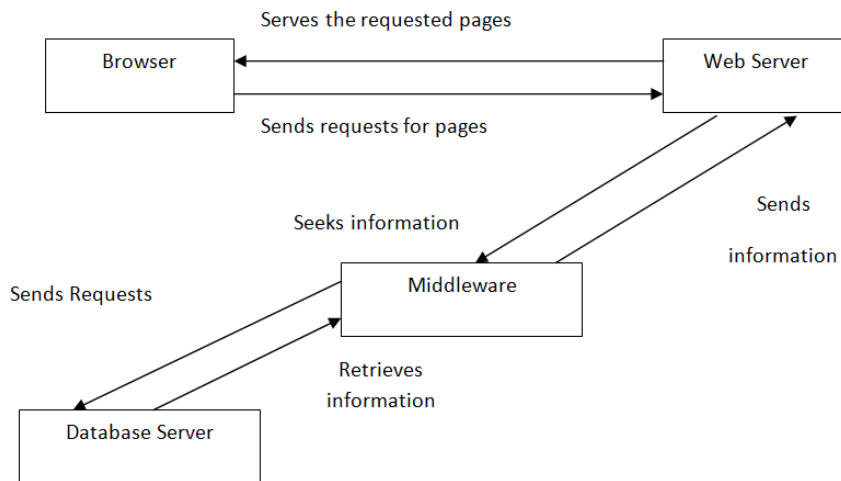 Serves the requested pages
Browser
Web Server
Sends requests for pages
Seeks information
Sends
information
Sends Requests
Middleware
Retrieves
information
Database Server